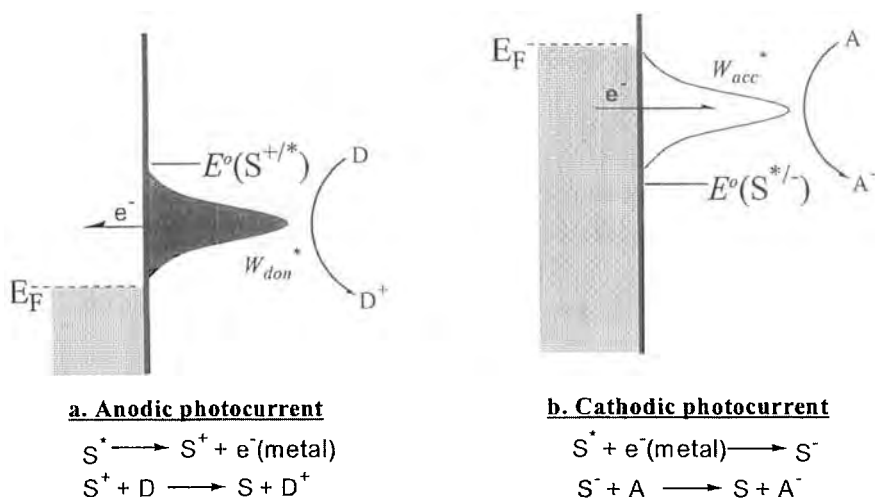 E_F
e⁻
E°(S⁺/*)
W_don*
D
D⁺
a. Anodic photocurrent
S* ⟶ S⁺ + e⁻(metal)
S⁺ + D ⟶ S + D⁺
E_F
e⁻
W_acc*
E°(S*/⁻)
A
A⁻
b. Cathodic photocurrent
S* + e⁻(metal) ⟶ S⁻
S⁻ + A ⟶ S + A⁻